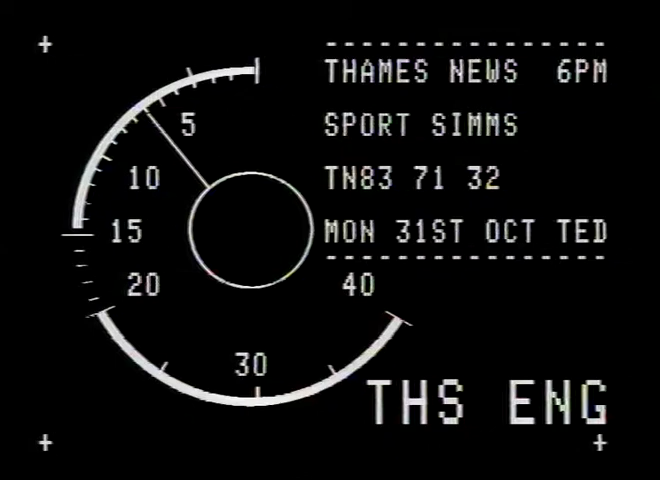 THAMES NEWS 6PM
SPORT SIMMS
TN83 71 32
MON 31ST OCT TED
5
10
15
20
40
30
THS ENG